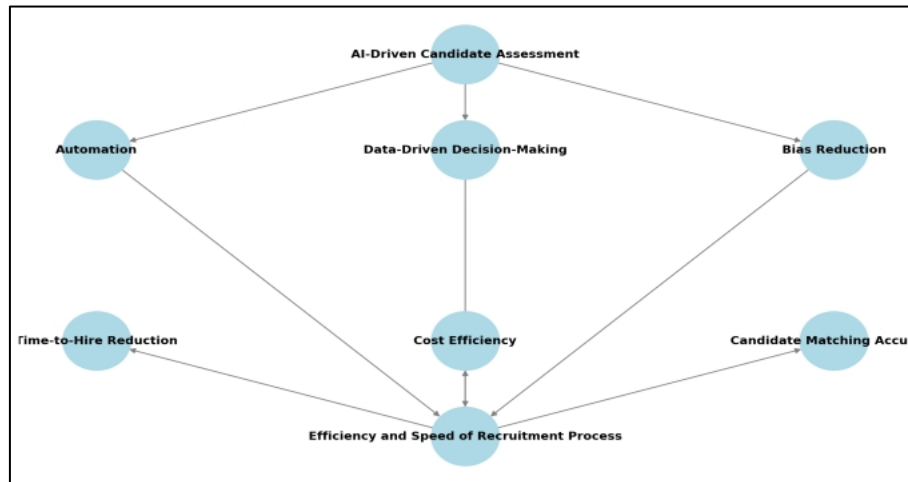 AI-Driven Candidate Assessment
Automation
Data-Driven Decision-Making
Bias Reduction
Time-to-Hire Reduction
Cost Efficiency
Candidate Matching Accu
Efficiency and Speed of Recruitment Process